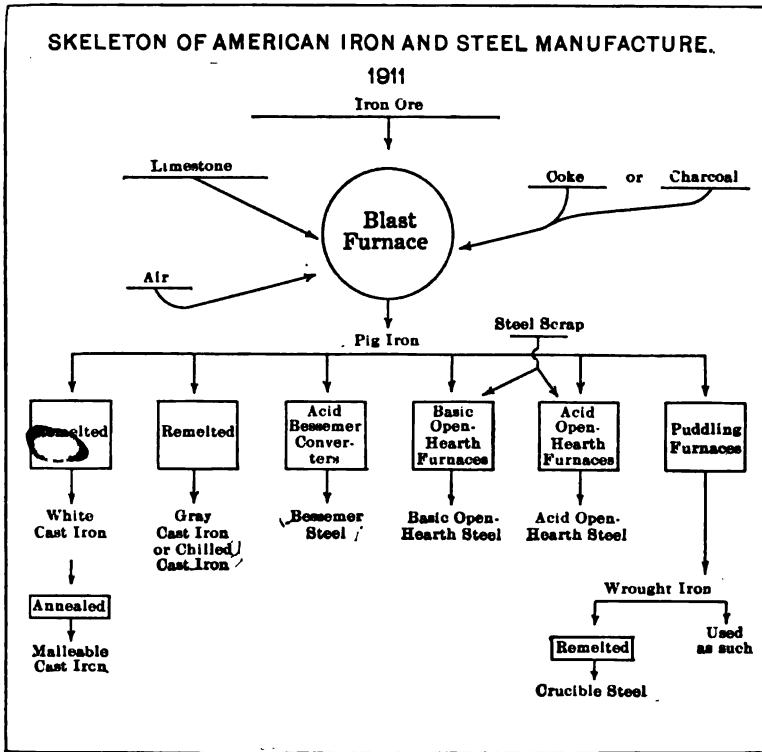 SKELETON OF AMERICAN IRON AND STEEL MANUFACTURE.
1911
Iron Ore
Limestone
Coke or Charcoal
Blast
Furnace
Air
Steel Scrap
Pig Iron
Remelted
Remelted
Acid
Bessemer
Conver-
ters
Basic
Open-
Hearth
Furnaces
Acid
Open-
Hearth
Furnaces
Puddling
Furnaces
White
Cast Iron
Gray
Cast Iron
or Chilled
Cast Iron
Bessemer
Steel
Basic Open-
Hearth Steel
Acid Open-
Hearth Steel
Annealed
Malleable
Cast Iron
Wrought Iron
Remelted
Used
as such
Crucible Steel